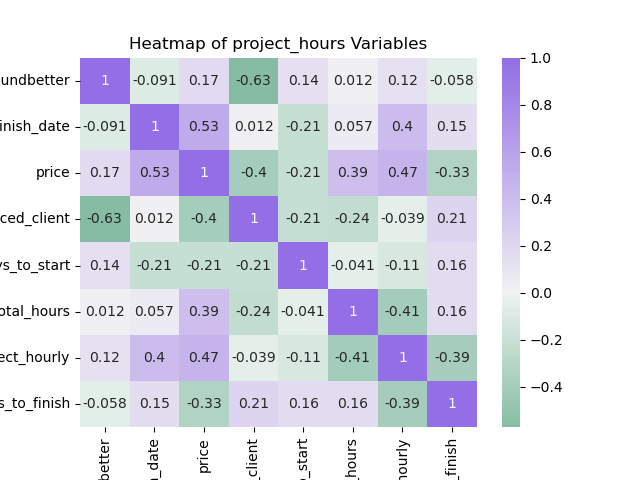 Heatmap of project_hours Variables
undbetter 1 -0.091 0.17 -0.63 0.14 0.012 0.12 -0.058
inish_date -0.091 1 0.53 0.012 -0.21 0.057 0.4 0.15
price 0.17 0.53 1 -0.4 -0.21 0.39 0.47 -0.33
ced_client -0.63 0.012 -0.4 1 -0.21 -0.24 -0.039 0.21
ys_to_start 0.14 -0.21 -0.21 -0.21 1 -0.041 -0.11 0.16
otal_hours 0.012 0.057 0.39 -0.24 -0.041 1 -0.41 0.16
ect_hourly 0.12 0.4 0.47 -0.039 -0.11 -0.41 1 -0.39
s_to_finish -0.058 0.15 -0.33 0.21 0.16 0.16 -0.39 1
better
_date
price
_client
_start
_hours
hourly
_finish
1.0
0.8
0.6
0.4
0.2
0.0
−0.2
−0.4